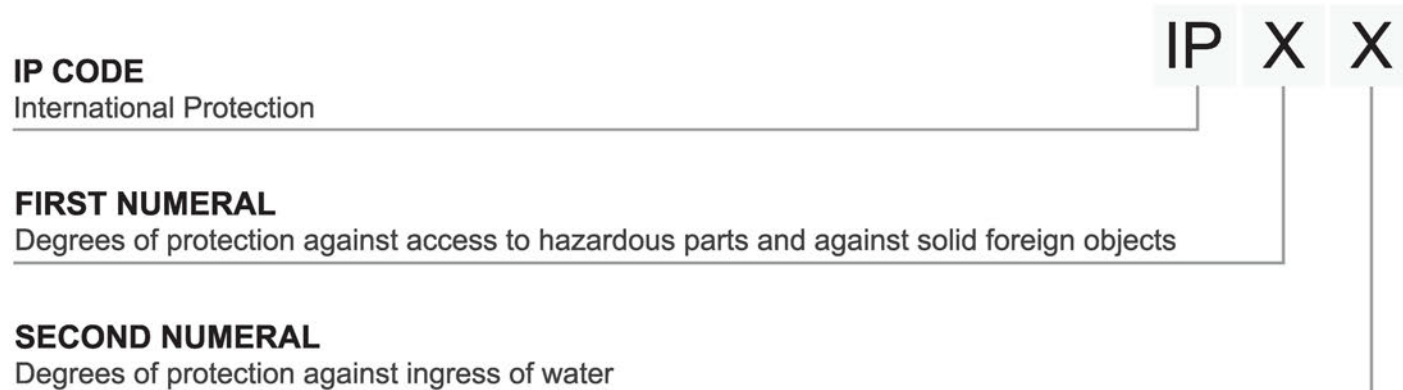 IP X X
IP CODE
International Protection
FIRST NUMERAL
Degrees of protection against access to hazardous parts and against solid foreign objects
SECOND NUMERAL
Degrees of protection against ingress of water